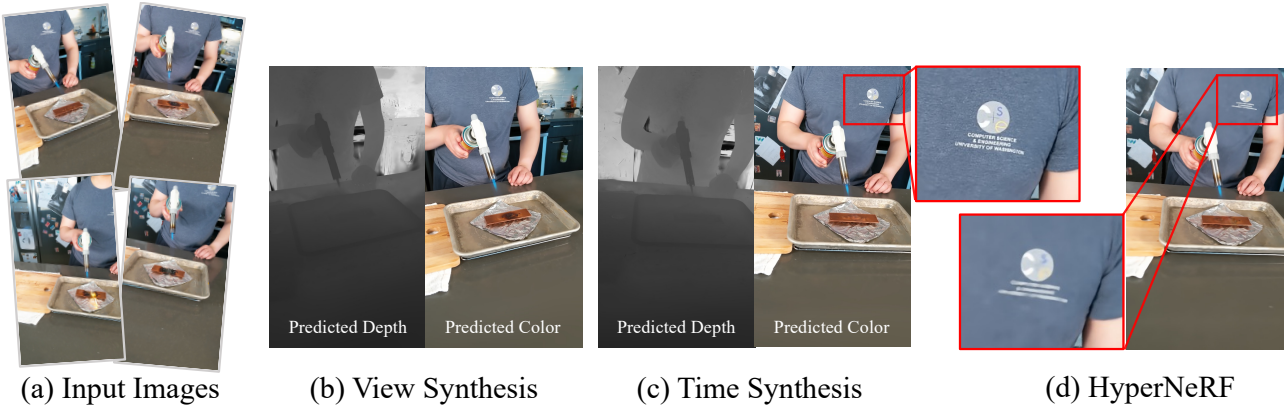 S
COMPUTER SCIENCE
& ENGINEERING
UNIVERSITY OF WASHINGTON
Predicted Depth
Predicted Color
Predicted Depth
Predicted Color
(a) Input Images
(b) View Synthesis
(c) Time Synthesis
(d) HyperNeRF